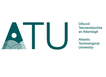 ATU
Ollscoil
Teicneolaíochta
an Atlantaigh
Atlantic
Technological
University